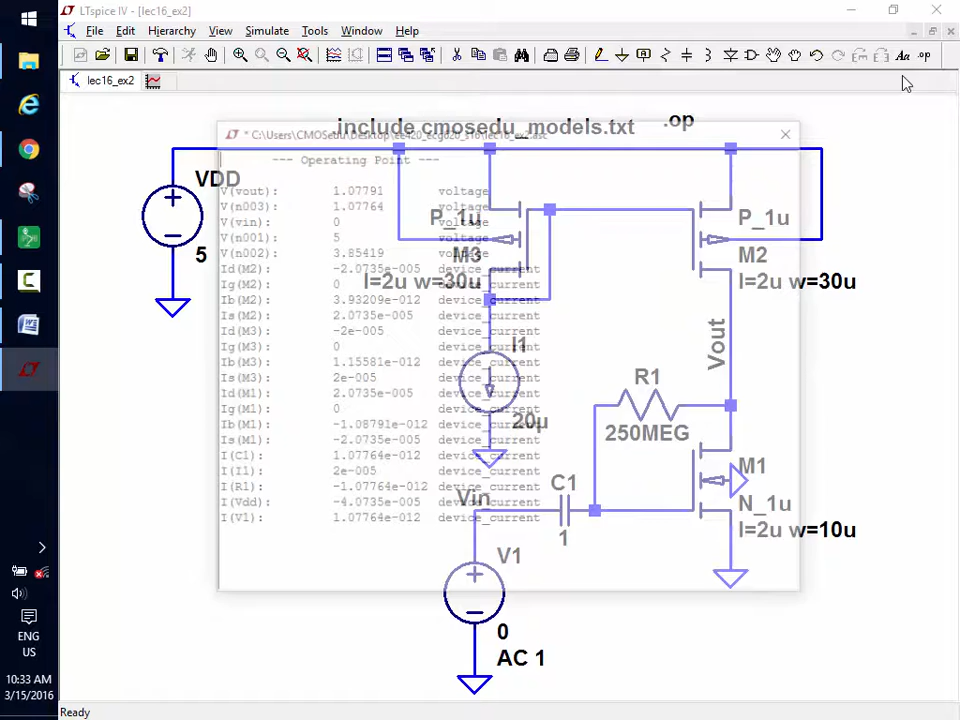 LTspice IV - [lec16_ex2]
File Edit Hierarchy View Simulate Tools Window Help
Aa .op
lec16_ex2
.include cmosedu_models.txt .op
--- Operating Point ---
V(vout): 1.07791 voltage
V(n003): 1.07764 voltage
V(vin): 0 voltage
V(n001): 5 voltage
V(n002): 3.85419 voltage
Id(M2): -2.0735e-005 device_current
Ig(M2): 0 device_current
Ib(M2): 3.93209e-012 device_current
Is(M2): 2.0735e-005 device_current
Id(M3): -2e-005 device_current
Ig(M3): 0 device_current
Ib(M3): 1.15581e-012 device_current
Is(M3): 2e-005 device_current
Id(M1): 2.0735e-005 device_current
Ig(M1): 0 device_current
Ib(M1): -1.08791e-012 device_current
Is(M1): -2.0735e-005 device_current
I(C1): 1.07764e-012 device_current
I(I1): 2e-005 device_current
I(R1): -1.07764e-012 device_current
I(Vdd): -4.0735e-005 device_current
I(V1): 1.07764e-012 device_current
VDD
5
P_1u
M3
l=2u w=30u
P_1u
M2
l=2u w=30u
I1
20µ
Vout
R1
250MEG
Vin
C1
1
M1
N_1u
l=2u w=10u
V1
0
AC 1
ENG
US
10:33 AM
3/15/2016
Ready